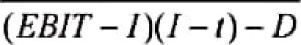 (EBIT – I)(I – t) – D